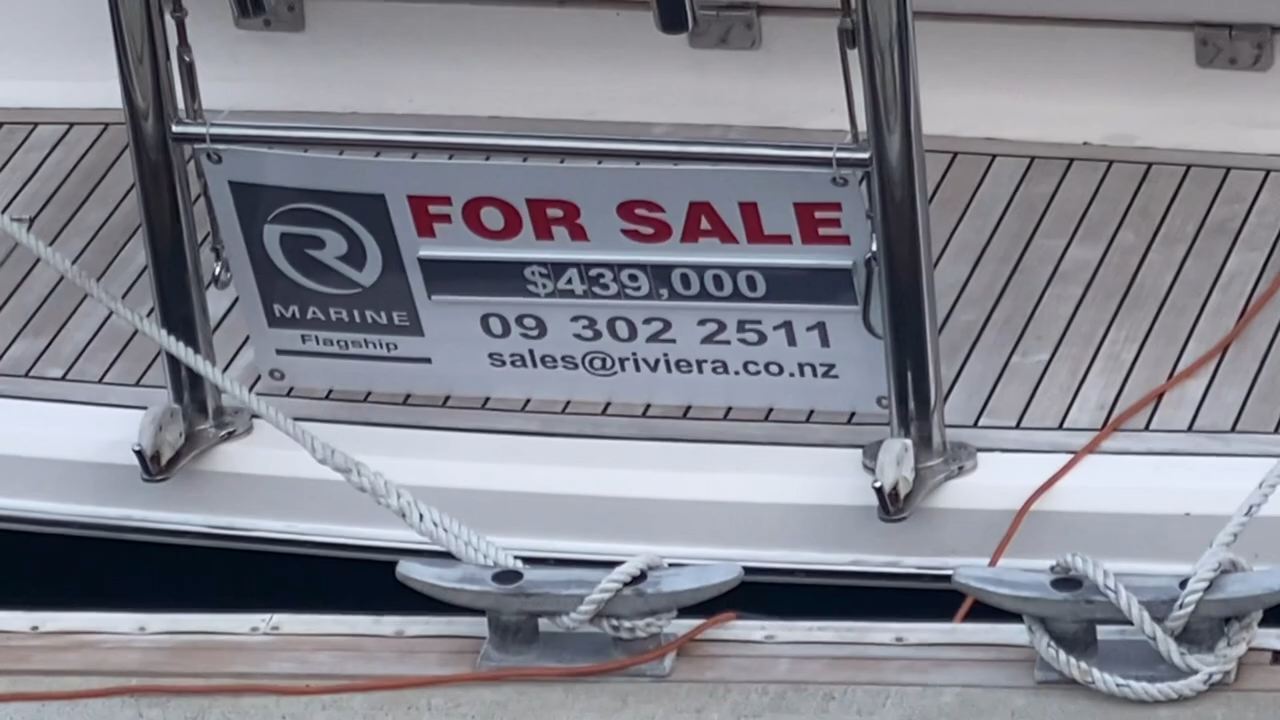 R
MARINE
Flagship
FOR SALE
$439,000
09 302 2511
sales@riviera.co.nz